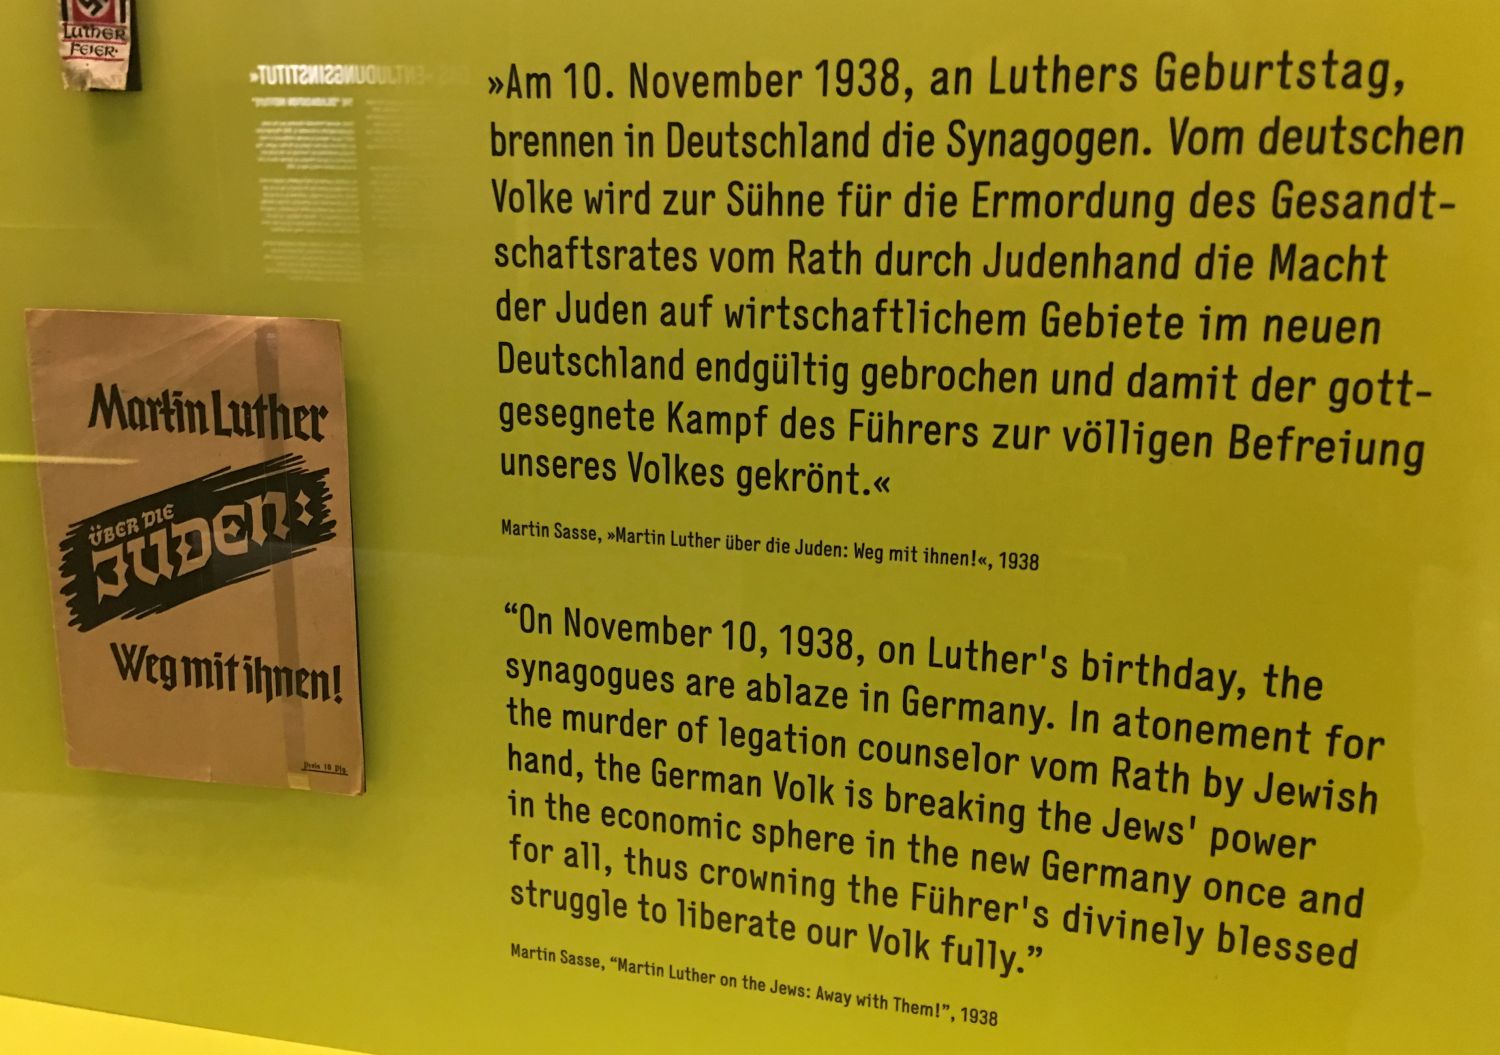 LUTHER
FEIER·
DAS »ENTJUDUNGSINSTITUT«
»Am 10. November 1938, an Luthers Geburtstag,
brennen in Deutschland die Synagogen. Vom deutschen
Volke wird zur Sühne für die Ermordung des Gesandt-
schaftsrates vom Rath durch Judenhand die Macht
der Juden auf wirtschaftlichem Gebiete im neuen
Deutschland endgültig gebrochen und damit der gott-
gesegnete Kampf des Führers zur völligen Befreiung
unseres Volkes gekrönt.«
Martin Sasse, »Martin Luther über die Juden: Weg mit ihnen!«, 1938
Martin Luther
ÜBER DIE
JUDEN:
Weg mit ihnen!
Preis 10 Pfg.
“On November 10, 1938, on Luther's birthday, the
synagogues are ablaze in Germany. In atonement for
the murder of legation counselor vom Rath by Jewish
hand, the German Volk is breaking the Jews' power
in the economic sphere in the new Germany once and
for all, thus crowning the Führer's divinely blessed
struggle to liberate our Volk fully.”
Martin Sasse, “Martin Luther on the Jews: Away with Them!”, 1938